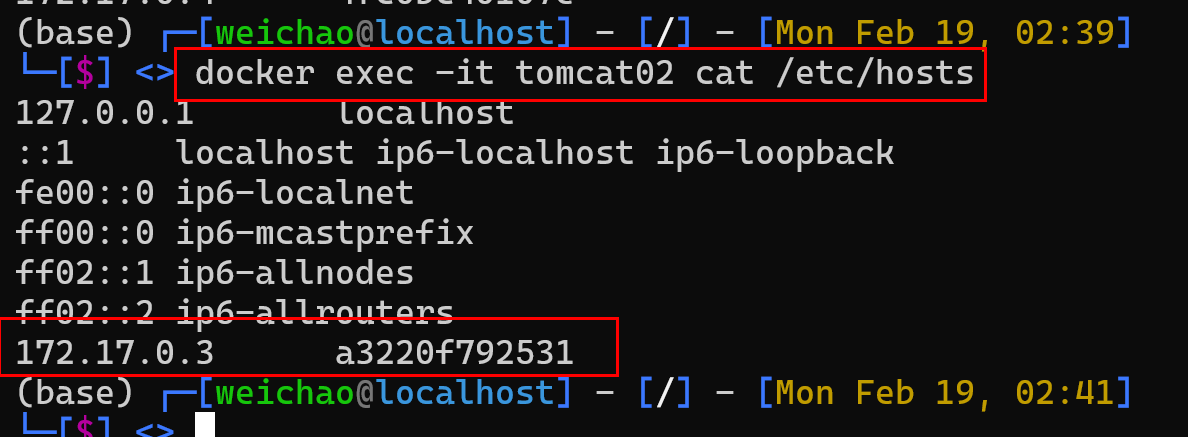 (base) ┌─[weichao@localhost] - [/] - [Mon Feb 19, 02:39]
└─[$] <> docker exec -it tomcat02 cat /etc/hosts
127.0.0.1       localhost
::1     localhost ip6-localhost ip6-loopback
fe00::0 ip6-localnet
ff00::0 ip6-mcastprefix
ff02::1 ip6-allnodes
ff02::2 ip6-allrouters
172.17.0.3      a3220f792531
(base) ┌─[weichao@localhost] - [/] - [Mon Feb 19, 02:41]
└─[$] <>